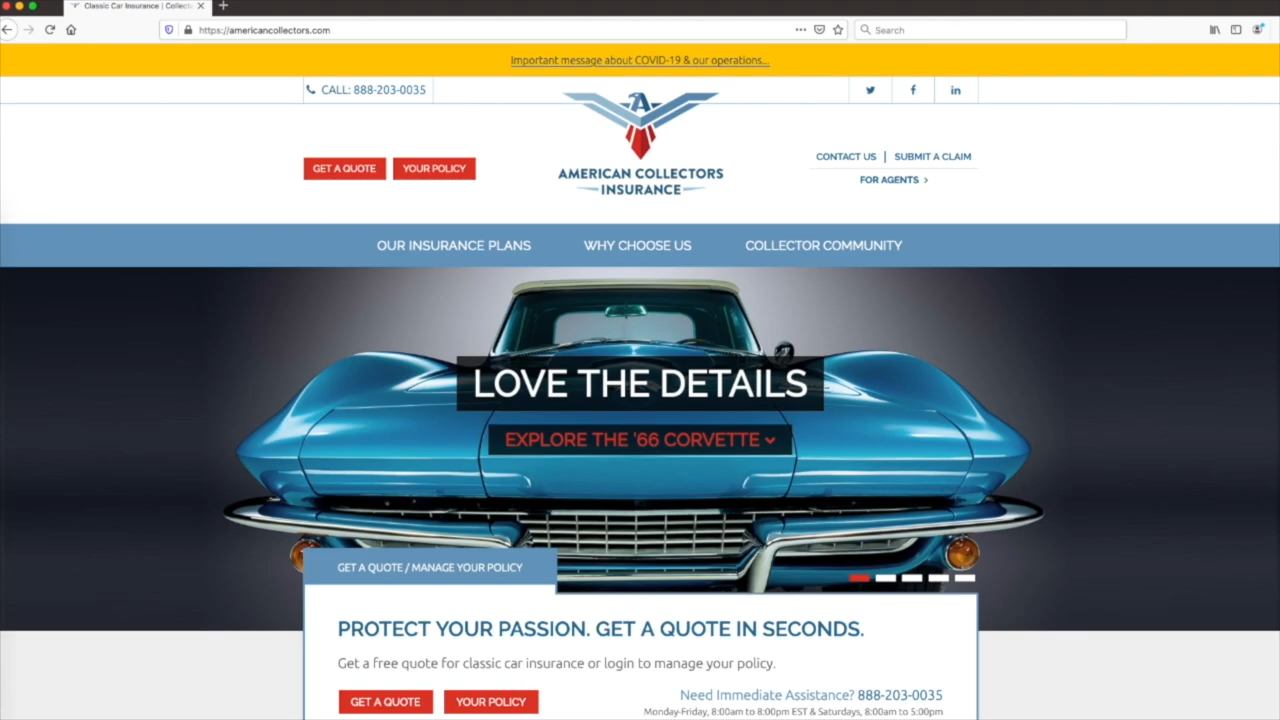 Classic Car Insurance | Collect
https://americancollectors.com
Search
Important message about COVID-19 & our operations...
CALL: 888-203-0035
GET A QUOTE
YOUR POLICY
A
AMERICAN COLLECTORS
INSURANCE
CONTACT US | SUBMIT A CLAIM
FOR AGENTS >
OUR INSURANCE PLANS
WHY CHOOSE US
COLLECTOR COMMUNITY
LOVE THE DETAILS
EXPLORE THE '66 CORVETTE
GET A QUOTE / MANAGE YOUR POLICY
PROTECT YOUR PASSION. GET A QUOTE IN SECONDS.
Get a free quote for classic car insurance or login to manage your policy.
GET A QUOTE
YOUR POLICY
Need Immediate Assistance? 888-203-0035
Monday-Friday, 8:00am to 8:00pm EST & Saturdays, 8:00am to 5:00pm